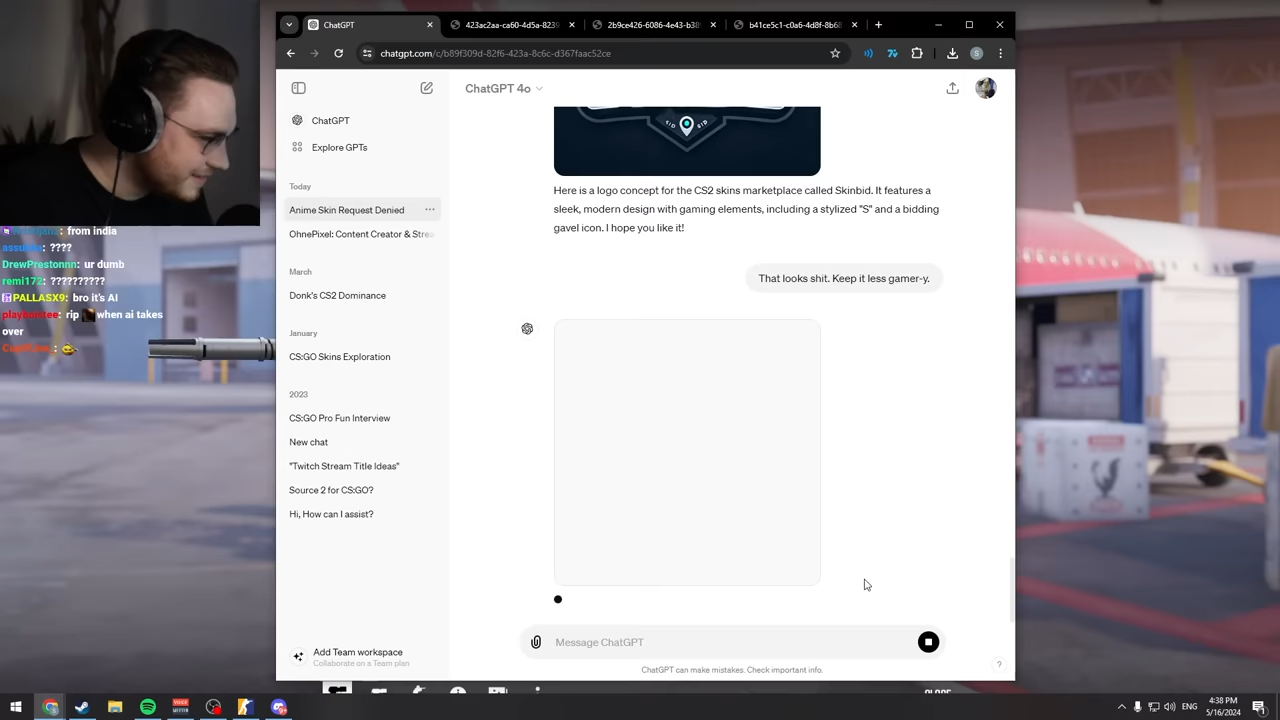 ChatGPT
423ac2aa-ca60-4d5a-8239
2b9ce426-6086-4e43-b38
b41ce5c1-c0a6-4d8f-8b68
chatgpt.com/c/b89f309d-82f6-423a-8c6c-d367faac52ce
S
ChatGPT 4o
ChatGPT
Explore GPTs
Today
Anime Skin Request Denied
OhnePixel: Content Creator & Strea
March
Donk's CS2 Dominance
January
CS:GO Skins Exploration
2023
CS:GO Pro Fun Interview
New chat
"Twitch Stream Title Ideas"
Source 2 for CS:GO?
Hi, How can I assist?
Add Team workspace
Collaborate on a Team plan
Here is a logo concept for the CS2 skins marketplace called Skinbid. It features a
sleek, modern design with gaming elements, including a stylized "S" and a bidding
gavel icon. I hope you like it!
That looks shit. Keep it less gamer-y.
Message ChatGPT
ChatGPT can make mistakes. Check important info.
?
: from india
: ????
DrewPrestonnn: ur dumb
remi172: ??????????
PALLASX9: bro it's AI
: rip when ai takes
over
ENG
4:38 PM
5/16/2024